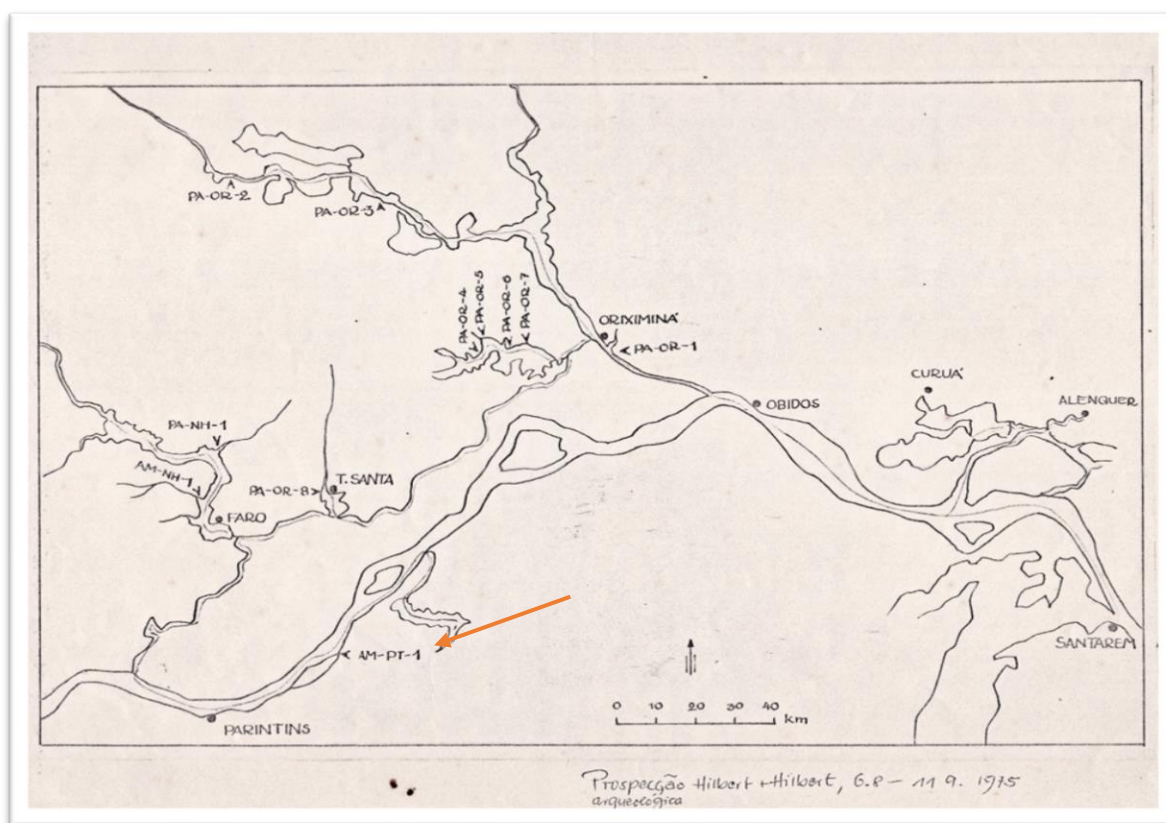 PA-OR-2
PA-OR-3
PA-OR-4
PA-OR-5
PA-OR-6
PA-OR-7
ORIXIMINÁ
PA-OR-1
CURUÁ
ALENQUER
OBIDOS
PA-NH-1
AM-NH-1
PA-OR-8
T. SANTA
FARO
AM-PT-1
SANTAREM
PARINTINS
0 10 20 30 40 km
Prospecção Hilbert + Hilbert, 6.8 — 11 9. 1975
arqueológica